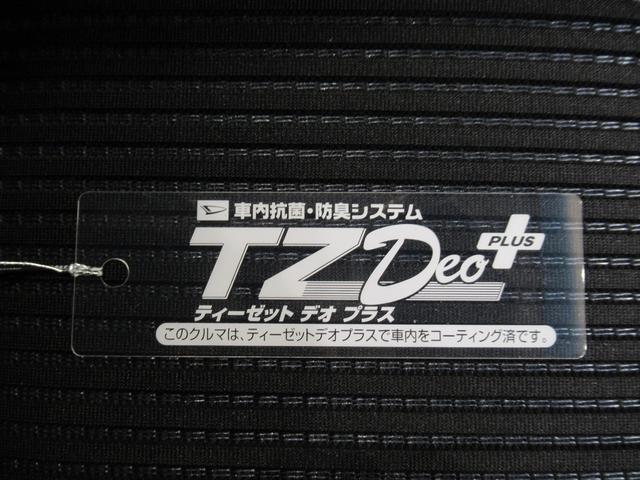 車内抗菌・防臭システム
TZ Deo PLUS
ティーゼット デオ プラス
このクルマは、ティーゼットデオプラスで車内をコーティング済です。